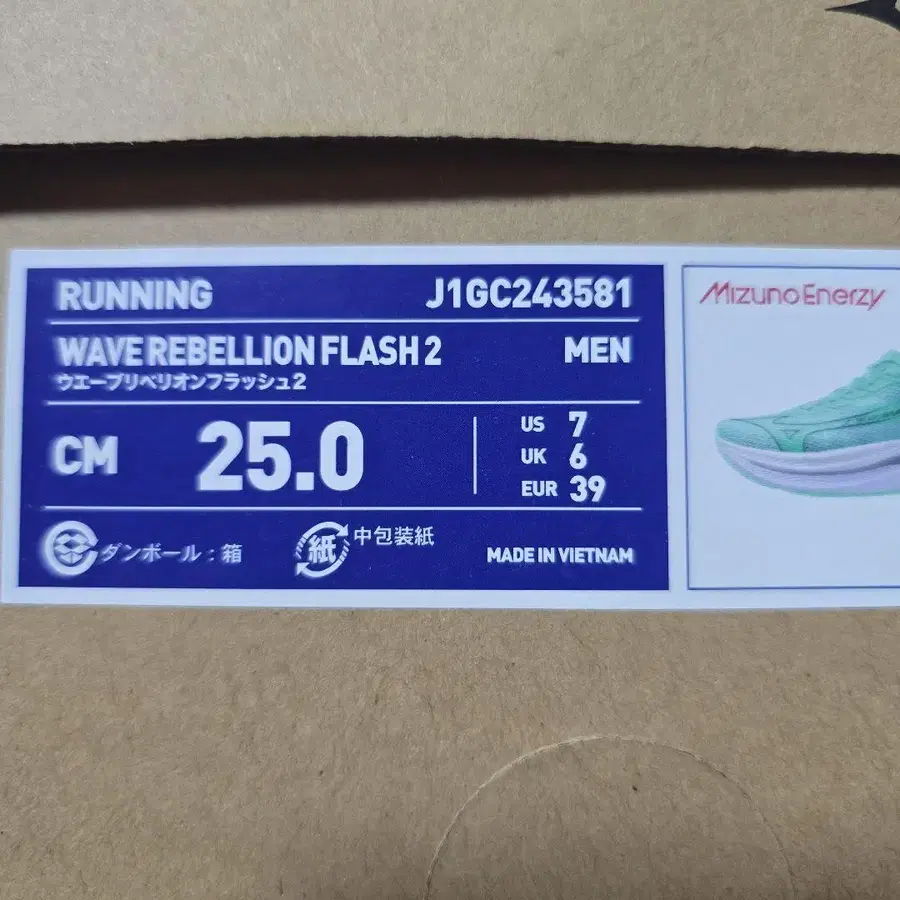 RUNNING J1GC243581
WAVE REBELLION FLASH 2 MEN
ウエーブリベリオンフラッシュ2
CM 25.0
US 7
UK 6
EUR 39
ダンボール：箱
紙 中包装紙
MADE IN VIETNAM
Mizuno Enerzy